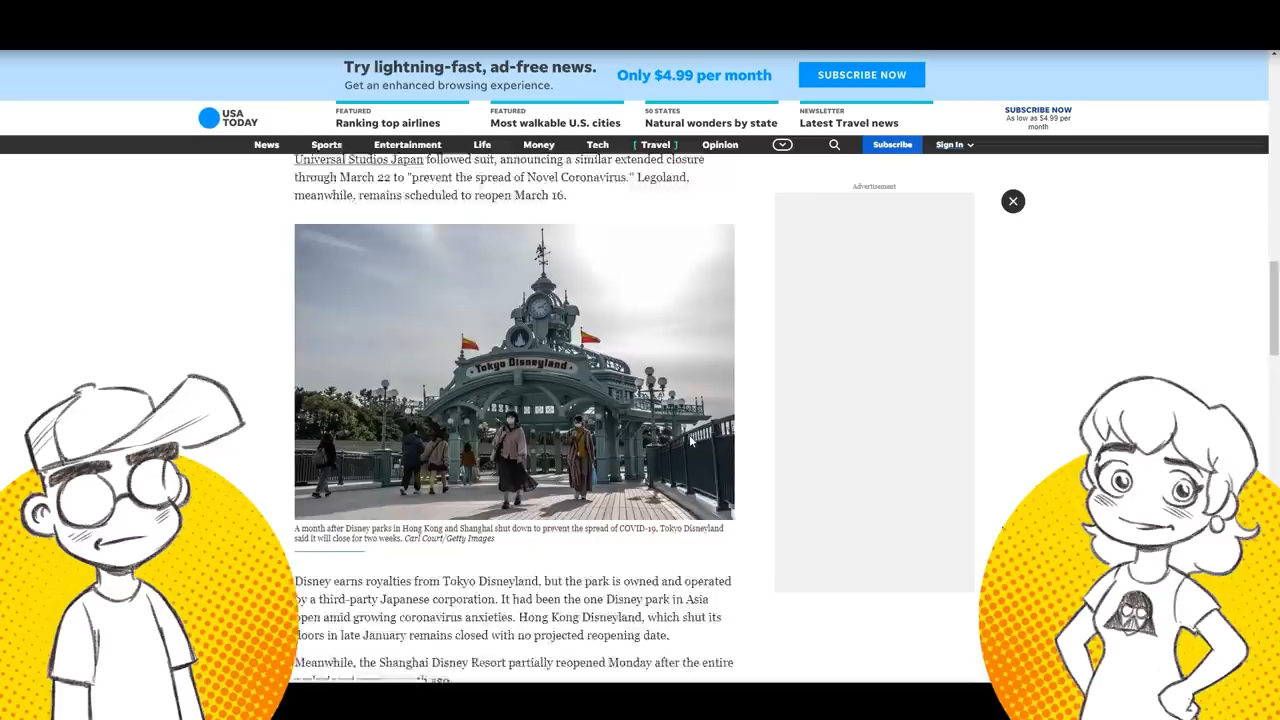 Try lightning-fast, ad-free news.
Get an enhanced browsing experience.
Only $4.99 per month
SUBSCRIBE NOW
USA
TODAY
FEATURED
Ranking top airlines
FEATURED
Most walkable U.S. cities
50 STATES
Natural wonders by state
NEWSLETTER
Latest Travel news
SUBSCRIBE NOW
As low as $4.99 per
month
News Sports Entertainment Life Money Tech [ Travel ] Opinion Subscribe Sign In
Universal Studios Japan followed suit, announcing a similar extended closure
through March 22 to "prevent the spread of Novel Coronavirus." Legoland,
meanwhile, remains scheduled to reopen March 16.
Advertisement
Tokyo Disneyland
A month after Disney parks in Hong Kong and Shanghai shut down to prevent the spread of COVID-19, Tokyo Disneyland
said it will close for two weeks. Carl Court/Getty Images
Disney earns royalties from Tokyo Disneyland, but the park is owned and operated
by a third-party Japanese corporation. It had been the one Disney park in Asia
open amid growing coronavirus anxieties. Hong Kong Disneyland, which shut its
doors in late January remains closed with no projected reopening date.
Meanwhile, the Shanghai Disney Resort partially reopened Monday after the entire